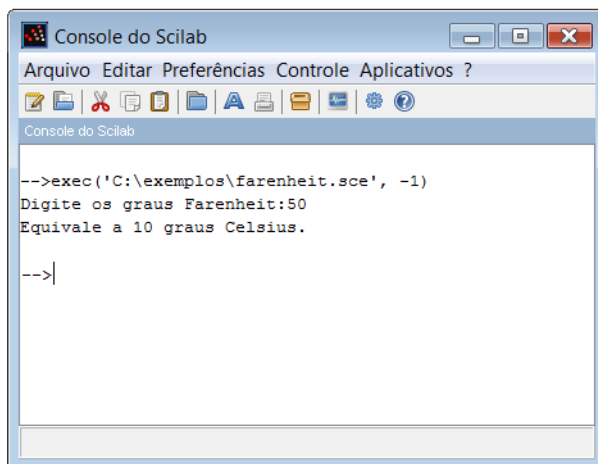 Console do Scilab
Arquivo Editar Preferências Controle Aplicativos ?
Console do Scilab
-->exec('C:\exemplos\farenheit.sce', -1)
Digite os graus Farenheit:50
Equivale a 10 graus Celsius.
-->